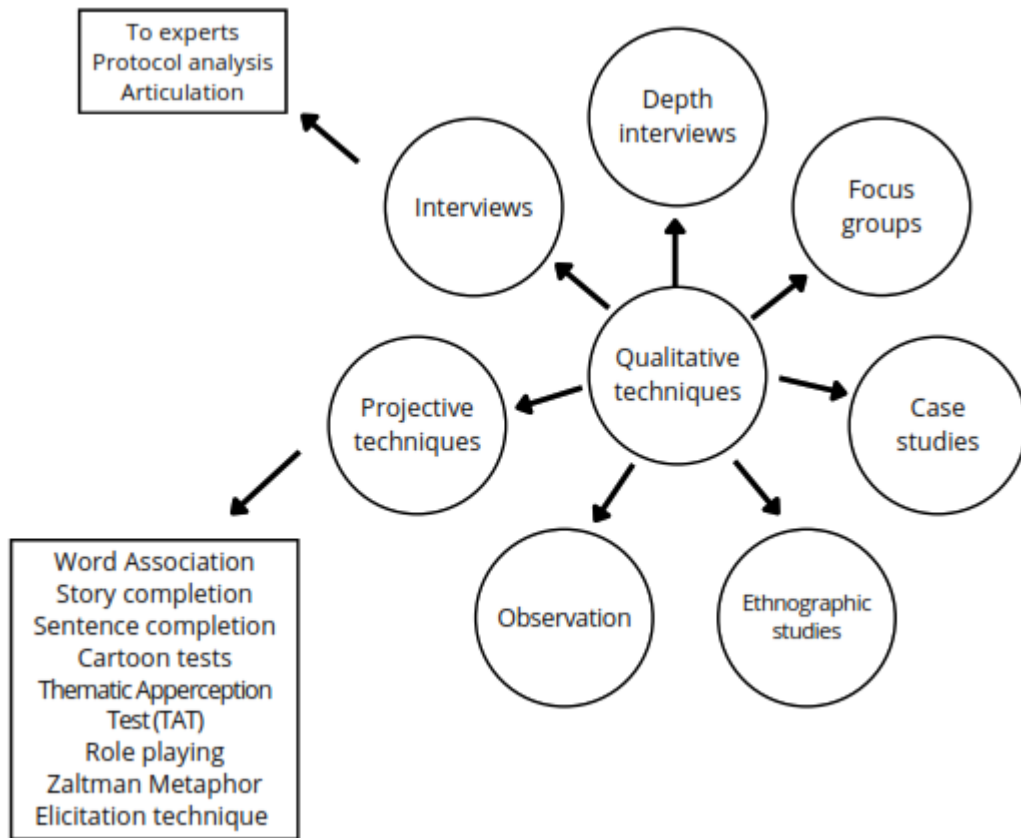 To experts
Protocol analysis
Articulation
Depth
interviews
Interviews
Focus
groups
Qualitative
techniques
Projective
techniques
Case
studies
Observation
Ethnographic
studies
Word Association
Story completion
Sentence completion
Cartoon tests
Thematic Apperception
Test (TAT)
Role playing
Zaltman Metaphor
Elicitation technique